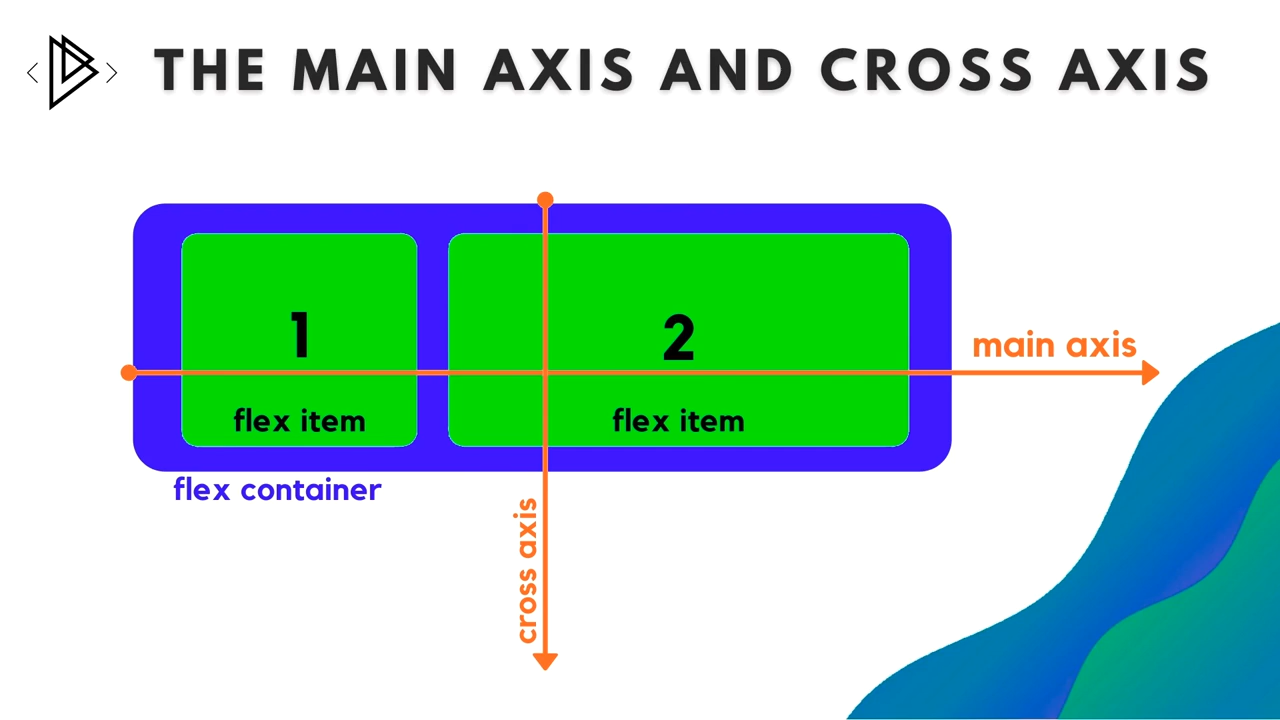 THE MAIN AXIS AND CROSS AXIS
1
2
main axis
flex item
flex item
flex container
cross axis